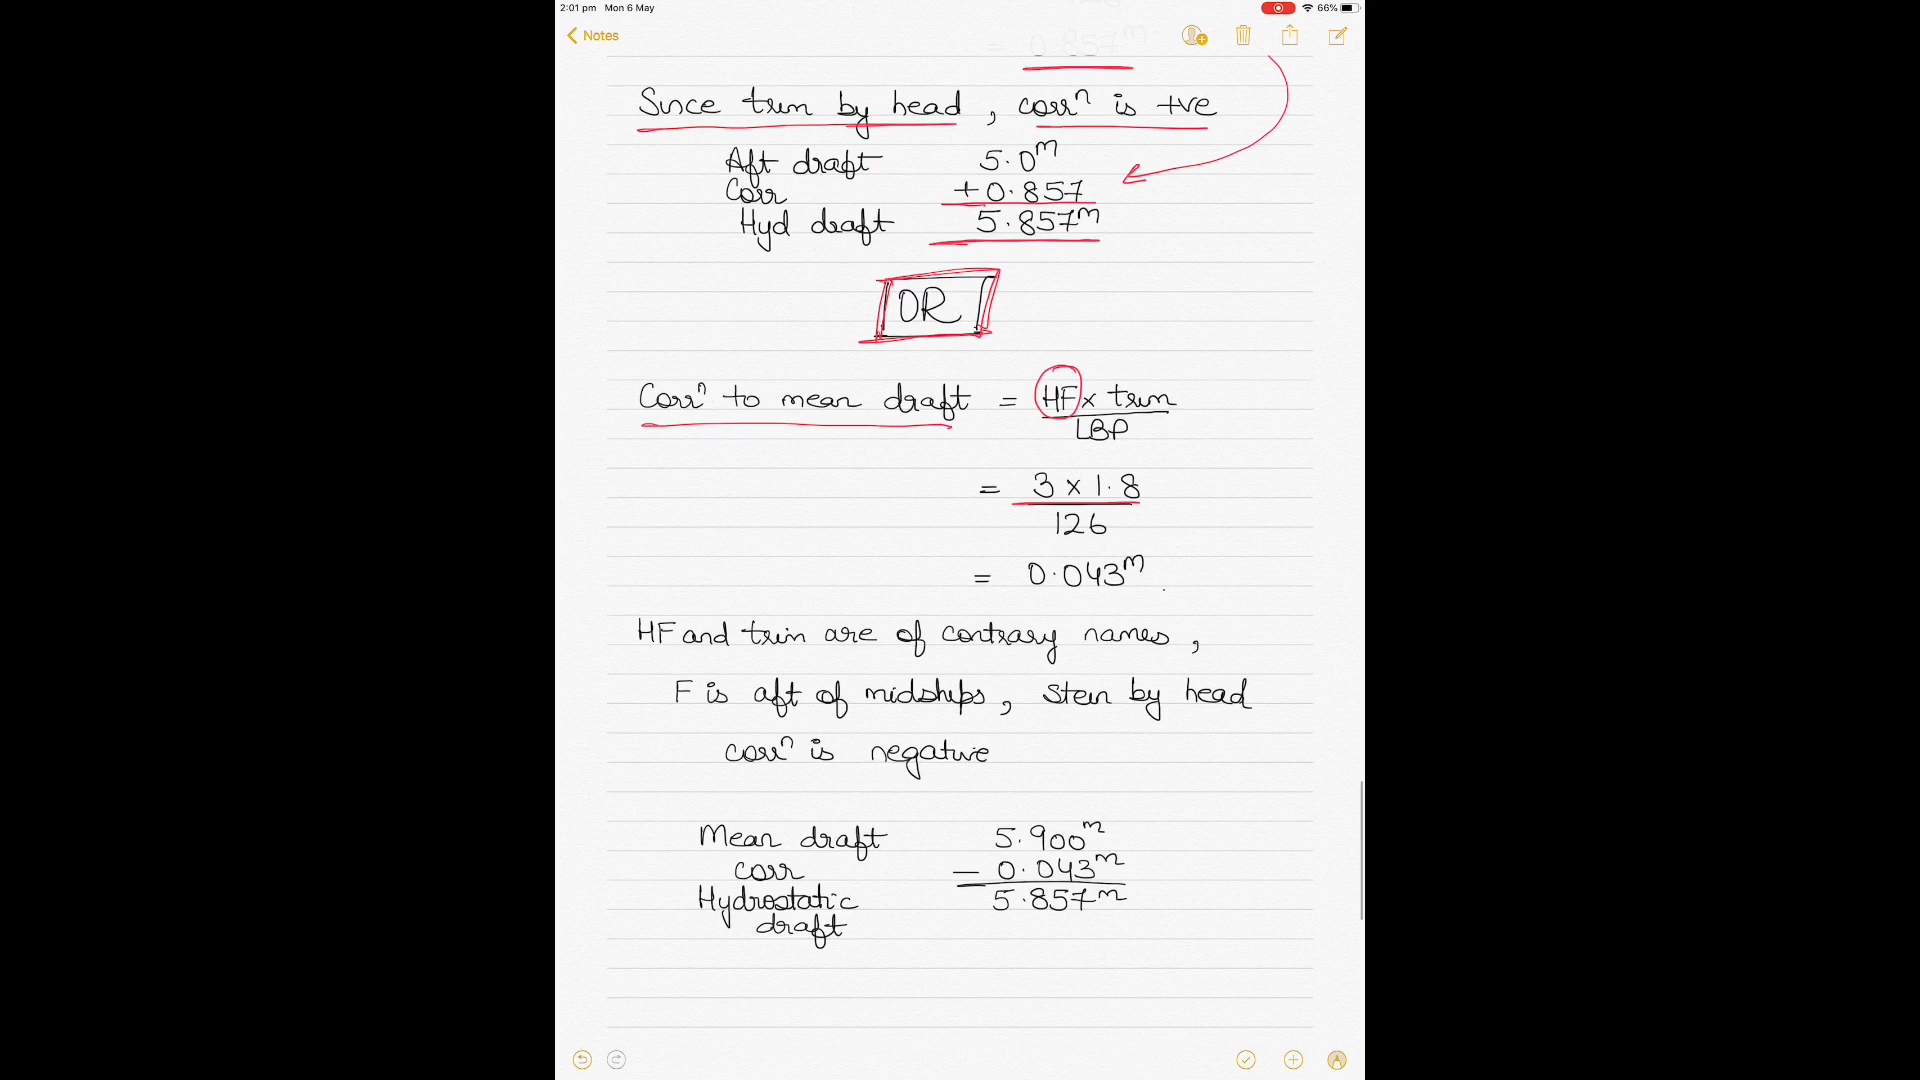 2:01 pm Mon 6 May 66%
Notes
= 0.857m
Since trim by head, corrⁿ is +ve
Aft draft 5.0m
Corr +0.857
Hyd draft 5.857m
OR
Corrⁿ to mean draft = HF x trim
LBP
= 3 x 1.8
126
= 0.043m
HF and trim are of contrary names,
F is aft of midships, stem by head
corrⁿ is negative
Mean draft 5.900m
corr - 0.043m
Hydrostatic 5.857m
draft